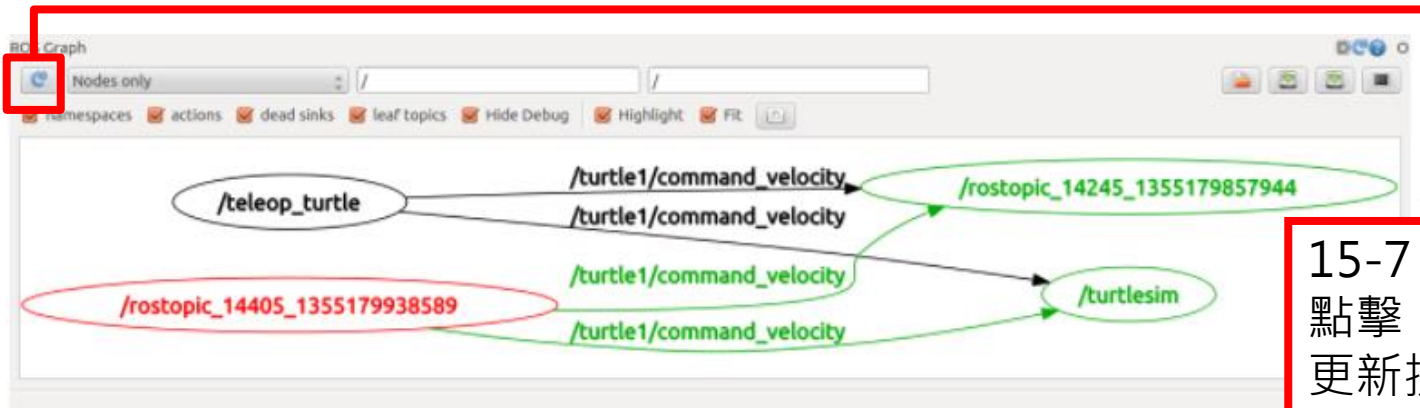 ROS Graph
Nodes only / /
namespaces actions dead sinks leaf topics Hide Debug Highlight Fit
/turtle1/command_velocity
/teleop_turtle /rostopic_14245_1355179857944
/turtle1/command_velocity
15-7
/turtle1/command_velocity
/rostopic_14405_1355179938589 /turtlesim
點擊
/turtle1/command_velocity
更新